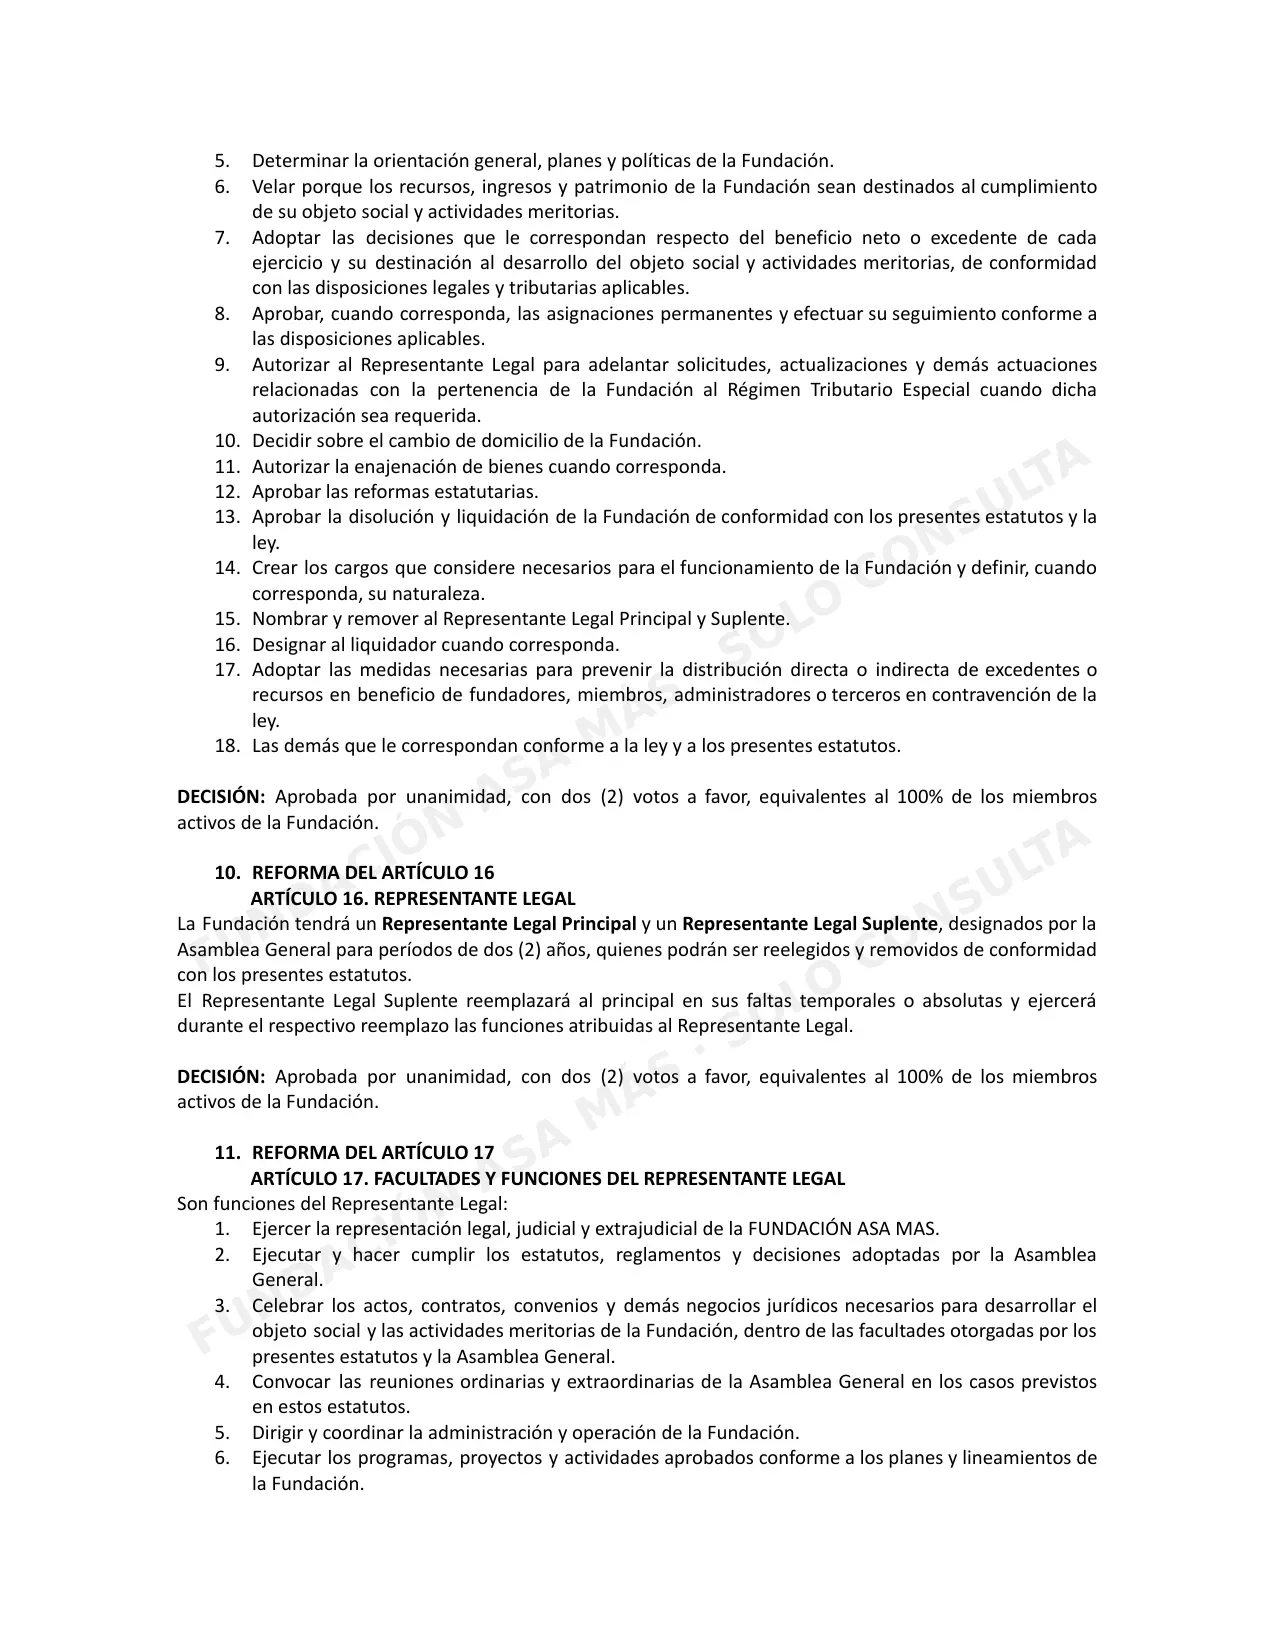 5. Determinar la orientación general, planes y políticas de la Fundación.
6. Velar porque los recursos, ingresos y patrimonio de la Fundación sean destinados al cumplimiento
de su objeto social y actividades meritorias.
7. Adoptar las decisiones que le correspondan respecto del beneficio neto o excedente de cada
ejercicio y su destinación al desarrollo del objeto social y actividades meritorias, de conformidad
con las disposiciones legales y tributarias aplicables.
8. Aprobar, cuando corresponda, las asignaciones permanentes y efectuar su seguimiento conforme a
las disposiciones aplicables.
9. Autorizar al Representante Legal para adelantar solicitudes, actualizaciones y demás actuaciones
relacionadas con la pertenencia de la Fundación al Régimen Tributario Especial cuando dicha
autorización sea requerida.
10. Decidir sobre el cambio de domicilio de la Fundación.
11. Autorizar la enajenación de bienes cuando corresponda.
12. Aprobar las reformas estatutarias.
13. Aprobar la disolución y liquidación de la Fundación de conformidad con los presentes estatutos y la
ley.
14. Crear los cargos que considere necesarios para el funcionamiento de la Fundación y definir, cuando
corresponda, su naturaleza.
15. Nombrar y remover al Representante Legal Principal y Suplente.
16. Designar al liquidador cuando corresponda.
17. Adoptar las medidas necesarias para prevenir la distribución directa o indirecta de excedentes o
recursos en beneficio de fundadores, miembros, administradores o terceros en contravención de la
ley.
18. Las demás que le correspondan conforme a la ley y a los presentes estatutos.
DECISIÓN: Aprobada por unanimidad, con dos (2) votos a favor, equivalentes al 100% de los miembros
activos de la Fundación.
10. REFORMA DEL ARTÍCULO 16
ARTÍCULO 16. REPRESENTANTE LEGAL
La Fundación tendrá un Representante Legal Principal y un Representante Legal Suplente, designados por la
Asamblea General para períodos de dos (2) años, quienes podrán ser reelegidos y removidos de conformidad
con los presentes estatutos.
El Representante Legal Suplente reemplazará al principal en sus faltas temporales o absolutas y ejercerá
durante el respectivo reemplazo las funciones atribuidas al Representante Legal.
DECISIÓN: Aprobada por unanimidad, con dos (2) votos a favor, equivalentes al 100% de los miembros
activos de la Fundación.
11. REFORMA DEL ARTÍCULO 17
ARTÍCULO 17. FACULTADES Y FUNCIONES DEL REPRESENTANTE LEGAL
Son funciones del Representante Legal:
1. Ejercer la representación legal, judicial y extrajudicial de la FUNDACIÓN ASA MAS.
2. Ejecutar y hacer cumplir los estatutos, reglamentos y decisiones adoptadas por la Asamblea
General.
3. Celebrar los actos, contratos, convenios y demás negocios jurídicos necesarios para desarrollar el
objeto social y las actividades meritorias de la Fundación, dentro de las facultades otorgadas por los
presentes estatutos y la Asamblea General.
4. Convocar las reuniones ordinarias y extraordinarias de la Asamblea General en los casos previstos
en estos estatutos.
5. Dirigir y coordinar la administración y operación de la Fundación.
6. Ejecutar los programas, proyectos y actividades aprobados conforme a los planes y lineamientos de
la Fundación.
FUNDACIÓN ASA MÁS · SOLO CONSULTA
FUNDACIÓN ASA MÁS · SOLO CONSULTA